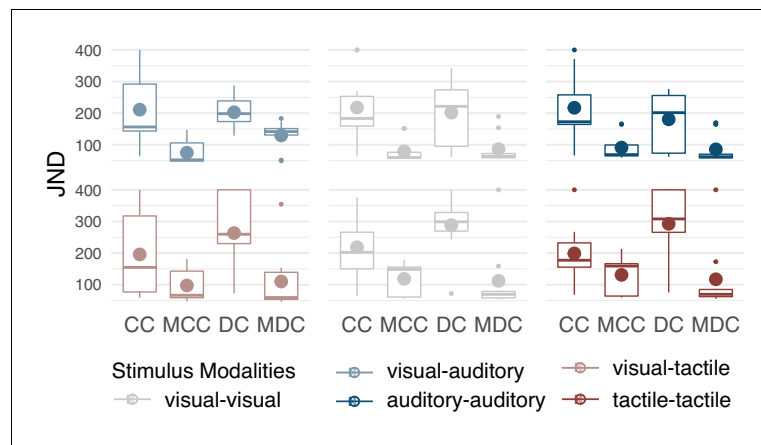 400
300
200
100
JND
400
300
200
100
CC MCC DC MDC CC MCC DC MDC CC MCC DC MDC
Stimulus Modalities visual-auditory visual-tactile
visual-visual auditory-auditory tactile-tactile